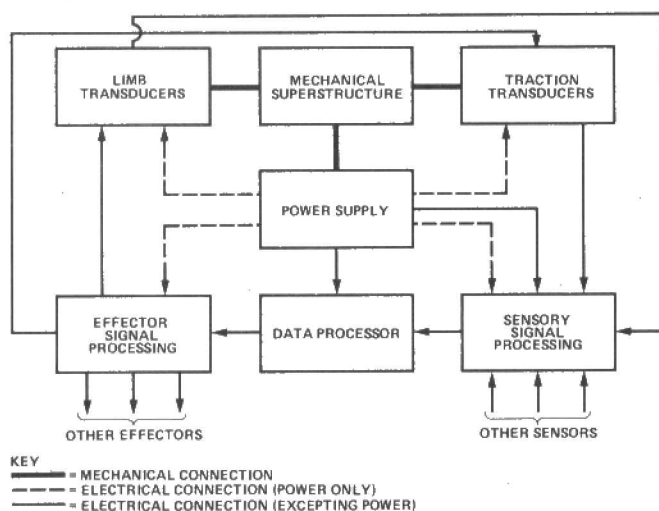 LIMB
TRANSDUCERS
MECHANICAL
SUPERSTRUCTURE
TRACTION
TRANSDUCERS
POWER SUPPLY
EFFECTOR
SIGNAL
PROCESSING
DATA PROCESSOR
SENSORY
SIGNAL
PROCESSING
OTHER EFFECTORS
OTHER SENSORS
KEY
= MECHANICAL CONNECTION
= ELECTRICAL CONNECTION (POWER ONLY)
= ELECTRICAL CONNECTION (EXCEPTING POWER)